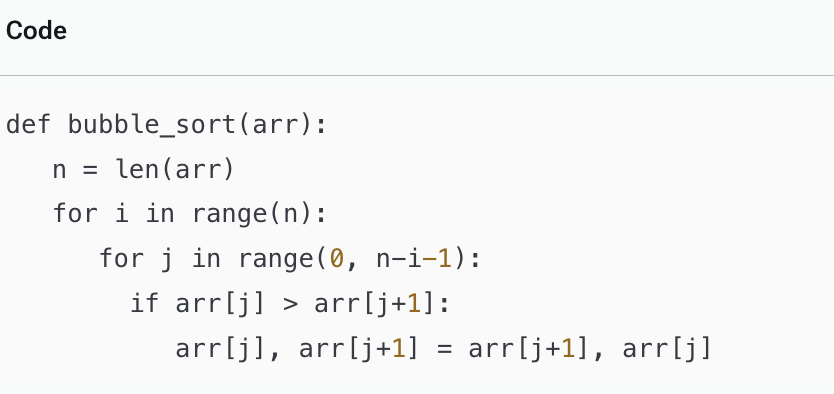 Code
def bubble_sort(arr):
   n = len(arr)
   for i in range(n):
      for j in range(0, n-i-1):
        if arr[j] > arr[j+1]:
           arr[j], arr[j+1] = arr[j+1], arr[j]